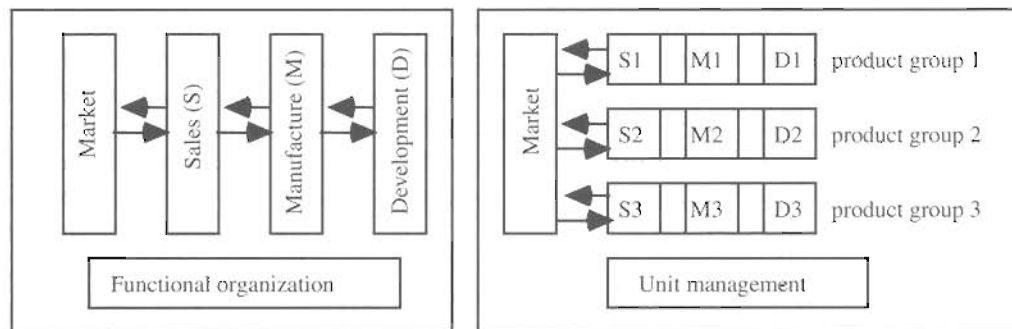 Market
Sales (S)
Manufacture (M)
Development (D)
Functional organization
Market
S1 M1 D1 product group 1
S2 M2 D2 product group 2
S3 M3 D3 product group 3
Unit management